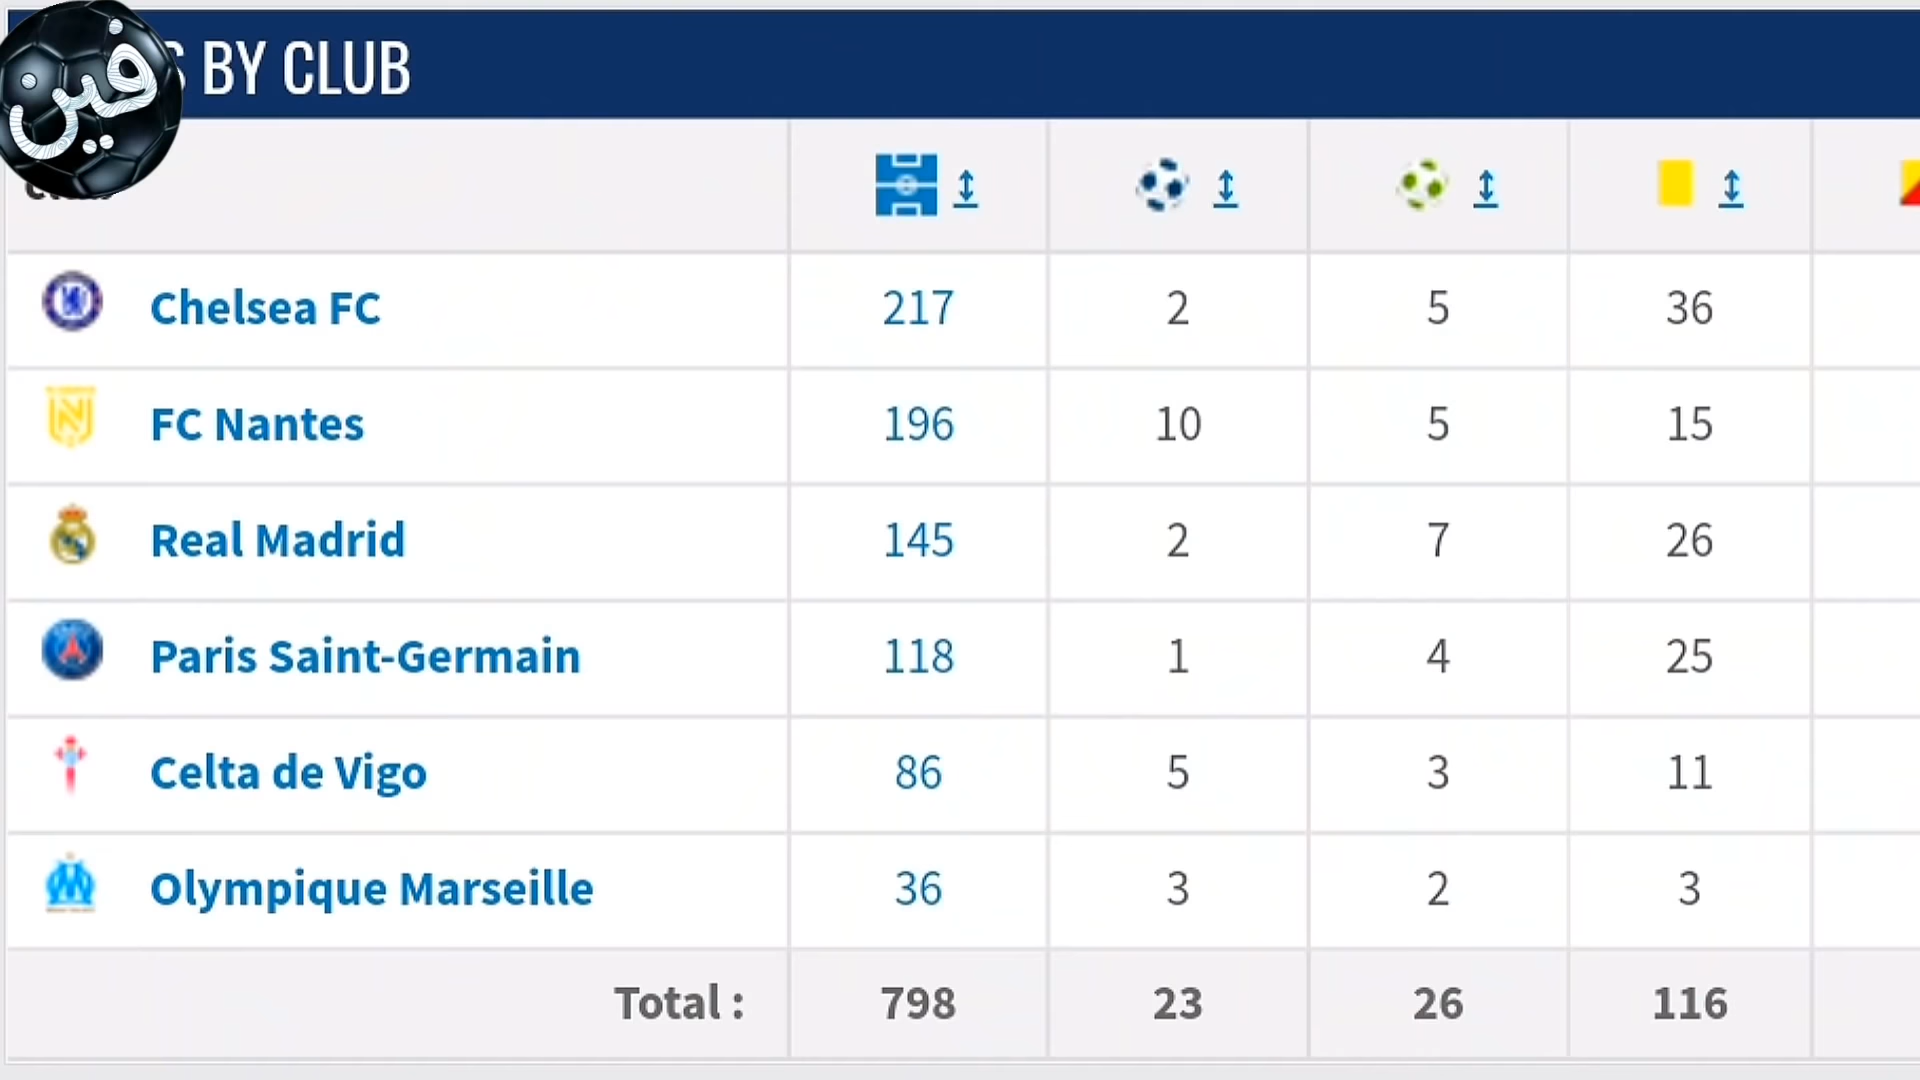 فين
S BY CLUB
Chelsea FC 217 2 5 36
FC Nantes 196 10 5 15
Real Madrid 145 2 7 26
Paris Saint-Germain 118 1 4 25
Celta de Vigo 86 5 3 11
Olympique Marseille 36 3 2 3
Total : 798 23 26 116